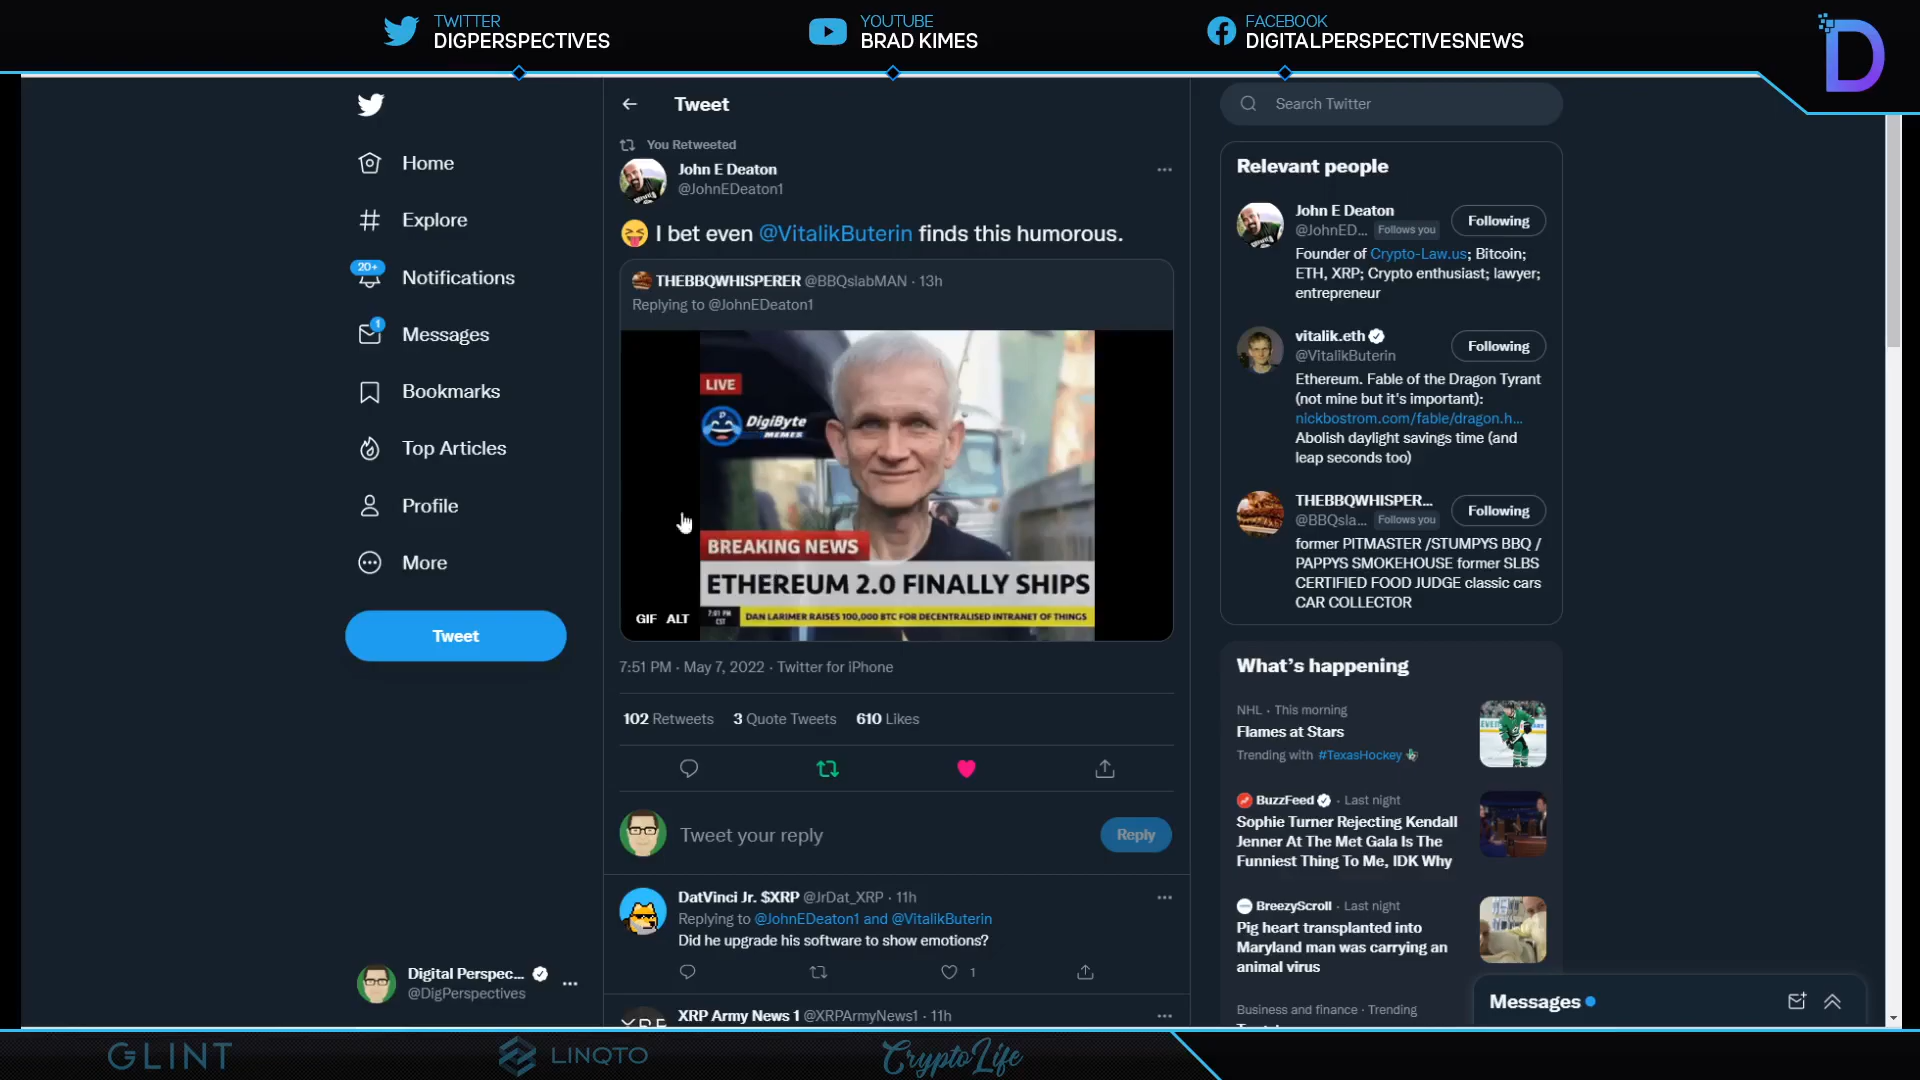 TWITTER
DIGPERSPECTIVES
YOUTUBE
BRAD KIMES
FACEBOOK
DIGITALPERSPECTIVESNEWS
D
Home
Explore
20+
Notifications
1
Messages
Bookmarks
Top Articles
Profile
More
Tweet
Digital Perspec...
@DigPerspectives
Tweet
You Retweeted
John E Deaton
@JohnEDeaton1
I bet even @VitalikButerin finds this humorous.
THEBBQWHISPERER @BBQslabMAN · 13h
Replying to @JohnEDeaton1
LIVE
DigiByte
MEMES
BREAKING NEWS
ETHEREUM 2.0 FINALLY SHIPS
7:51 PM
CST
DAN LARIMER RAISES 100,000 BTC FOR DECENTRALISED INTRANET OF THINGS
GIF ALT
7:51 PM · May 7, 2022 · Twitter for iPhone
102 Retweets 3 Quote Tweets 610 Likes
Tweet your reply
Reply
DatVinci Jr. $XRP @JrDat_XRP · 11h
Replying to @JohnEDeaton1 and @VitalikButerin
Did he upgrade his software to show emotions?
1
XRP Army News 1 @XRPArmyNews1 · 11h
Search Twitter
Relevant people
John E Deaton
@JohnED... Follows you
Following
Founder of Crypto-Law.us; Bitcoin;
ETH, XRP; Crypto enthusiast; lawyer;
entrepreneur
vitalik.eth
@VitalikButerin
Following
Ethereum. Fable of the Dragon Tyrant
(not mine but it's important):
nickbostrom.com/fable/dragon.h...
Abolish daylight savings time (and
leap seconds too)
THEBBQWHISPER...
@BBQsla... Follows you
Following
former PITMASTER /STUMPYS BBQ /
PAPPYS SMOKEHOUSE former SLBS
CERTIFIED FOOD JUDGE classic cars
CAR COLLECTOR
What's happening
NHL · This morning
Flames at Stars
Trending with #TexasHockey
BuzzFeed · Last night
Sophie Turner Rejecting Kendall
Jenner At The Met Gala Is The
Funniest Thing To Me, IDK Why
BreezyScroll · Last night
Pig heart transplanted into
Maryland man was carrying an
animal virus
Business and finance · Trending
Messages
GLINT
LINQTO
CryptoLife